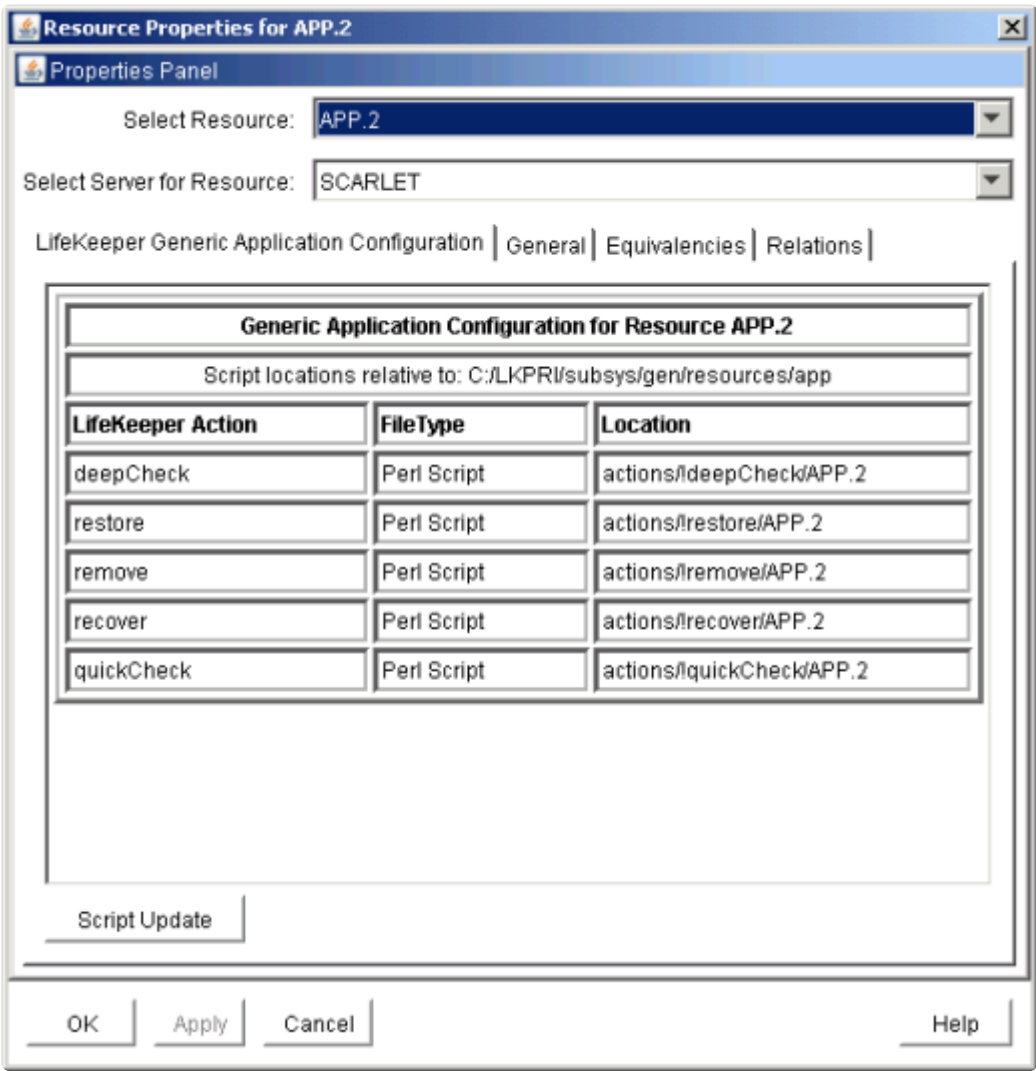 Resource Properties for APP.2
Properties Panel
Select Resource: APP.2
Select Server for Resource: SCARLET
LifeKeeper Generic Application Configuration General Equivalencies Relations
Generic Application Configuration for Resource APP.2
Script locations relative to: C:/LKPRI/subsys/gen/resources/app
LifeKeeper Action FileType Location
deepCheck Perl Script actions/!deepCheck/APP.2
restore Perl Script actions/!restore/APP.2
remove Perl Script actions/!remove/APP.2
recover Perl Script actions/!recover/APP.2
quickCheck Perl Script actions/!quickCheck/APP.2
Script Update
OK Apply Cancel Help